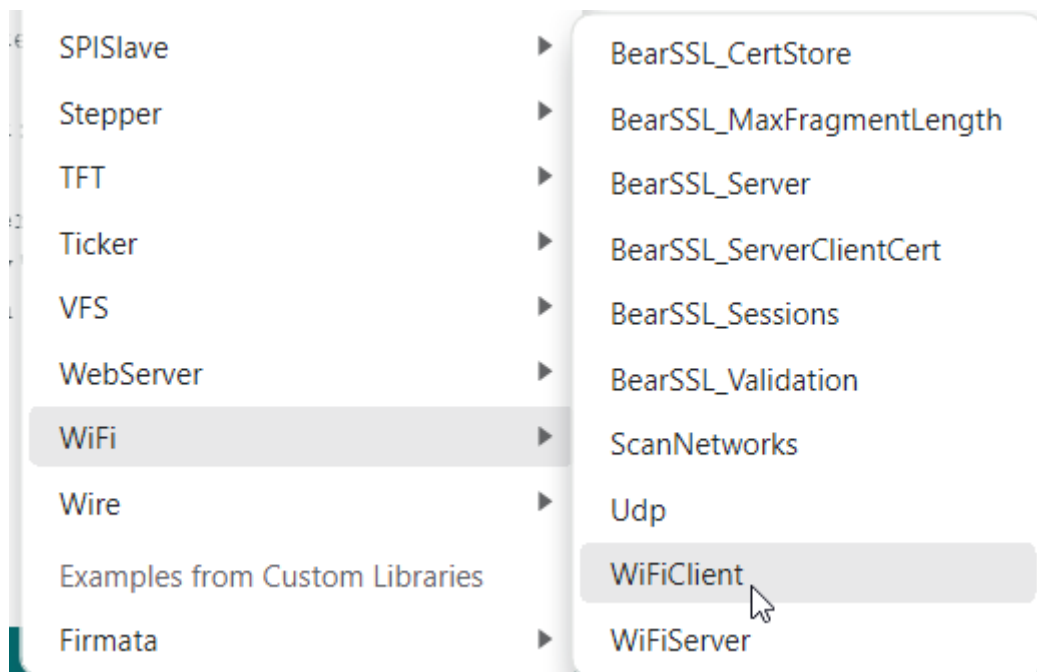 SPISlave
Stepper
TFT
Ticker
VFS
WebServer
WiFi
Wire
Examples from Custom Libraries
Firmata
BearSSL_CertStore
BearSSL_MaxFragmentLength
BearSSL_Server
BearSSL_ServerClientCert
BearSSL_Sessions
BearSSL_Validation
ScanNetworks
Udp
WiFiClient
WiFiServer